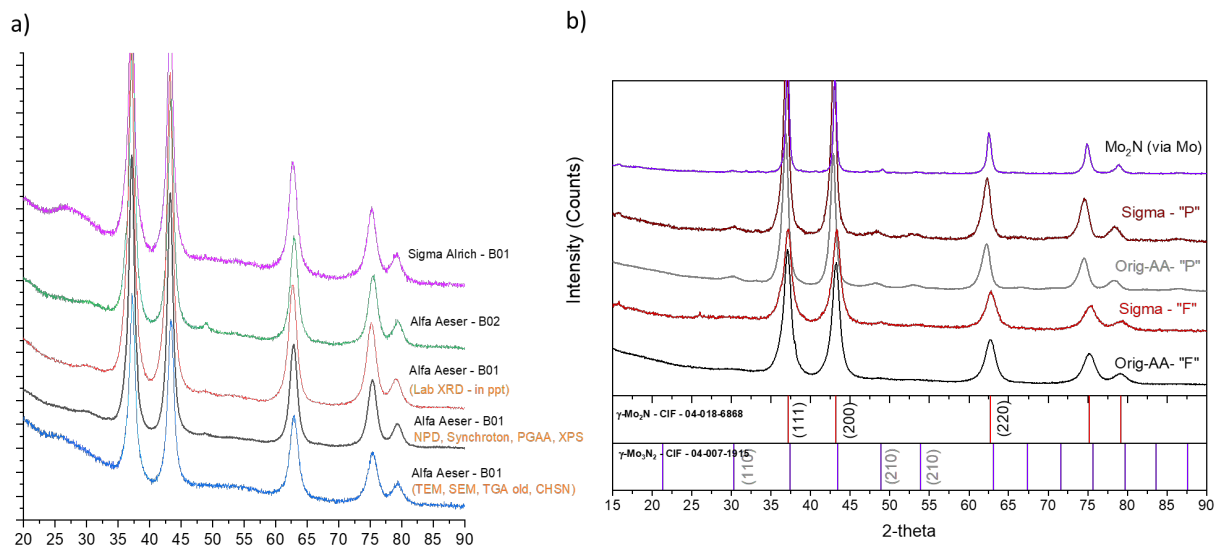 a)
Sigma Alrich - B01
Alfa Aeser - B02
Alfa Aeser - B01
(Lab XRD - in ppt)
Alfa Aeser - B01
NPD, Synchroton, PGAA, XPS
Alfa Aeser - B01
(TEM, SEM, TGA old, CHSN)
20 25 30 35 40 45 50 55 60 65 70 75 80 85 90
b)
Intensity (Counts)
Mo₂N (via Mo)
Sigma - "P"
Orig-AA- "P"
Sigma - "F"
Orig-AA- "F"
γ-Mo₂N - CIF - 04-018-6868
(111)
(200)
(220)
γ-Mo₃N₂ - CIF - 04-007-1915
(110)
(210)
(210)
15 20 25 30 35 40 45 50 55 60 65 70 75 80 85 90
2-theta